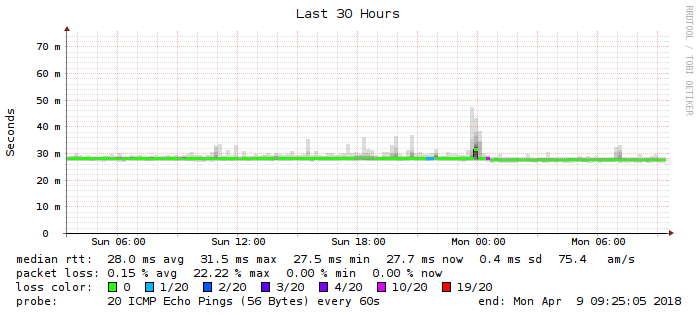 Last 30 Hours
RRDTOOL / TOBI OETIKER
Seconds
70 m
60 m
50 m
40 m
30 m
20 m
10 m
0
Sun 06:00 Sun 12:00 Sun 18:00 Mon 00:00 Mon 06:00
median rtt: 28.0 ms avg 31.5 ms max 27.5 ms min 27.7 ms now 0.4 ms sd 75.4 am/s
packet loss: 0.15 % avg 22.22 % max 0.00 % min 0.00 % now
loss color: 0 1/20 2/20 3/20 4/20 10/20 19/20
probe: 20 ICMP Echo Pings (56 Bytes) every 60s end: Mon Apr 9 09:25:05 2018